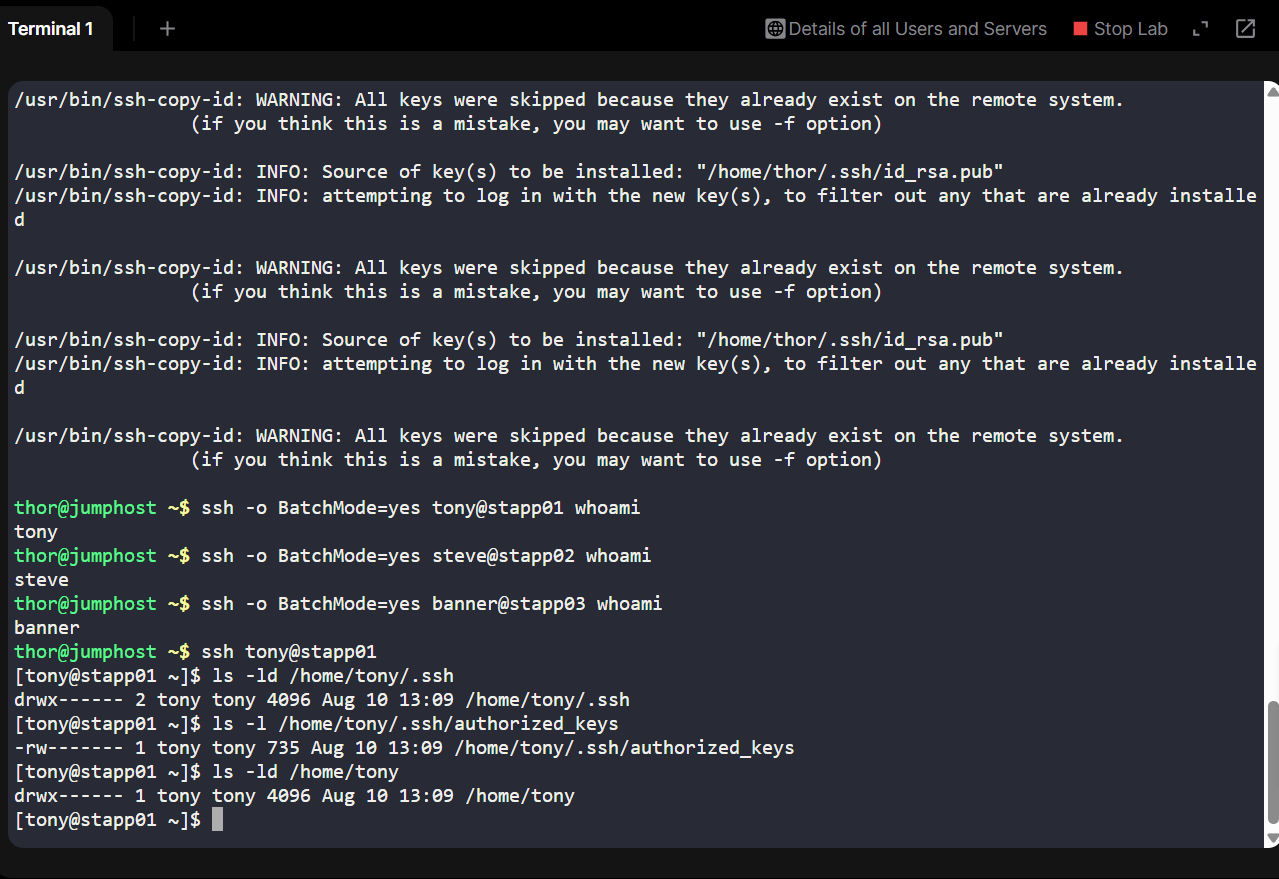 Terminal 1
+
Details of all Users and Servers
Stop Lab
/usr/bin/ssh-copy-id: WARNING: All keys were skipped because they already exist on the remote system.
(if you think this is a mistake, you may want to use -f option)
/usr/bin/ssh-copy-id: INFO: Source of key(s) to be installed: "/home/thor/.ssh/id_rsa.pub"
/usr/bin/ssh-copy-id: INFO: attempting to log in with the new key(s), to filter out any that are already installe
d
/usr/bin/ssh-copy-id: WARNING: All keys were skipped because they already exist on the remote system.
(if you think this is a mistake, you may want to use -f option)
/usr/bin/ssh-copy-id: INFO: Source of key(s) to be installed: "/home/thor/.ssh/id_rsa.pub"
/usr/bin/ssh-copy-id: INFO: attempting to log in with the new key(s), to filter out any that are already installe
d
/usr/bin/ssh-copy-id: WARNING: All keys were skipped because they already exist on the remote system.
(if you think this is a mistake, you may want to use -f option)
thor@jumphost ~$ ssh -o BatchMode=yes tony@stapp01 whoami
tony
thor@jumphost ~$ ssh -o BatchMode=yes steve@stapp02 whoami
steve
thor@jumphost ~$ ssh -o BatchMode=yes banner@stapp03 whoami
banner
thor@jumphost ~$ ssh tony@stapp01
[tony@stapp01 ~]$ ls -ld /home/tony/.ssh
drwx------ 2 tony tony 4096 Aug 10 13:09 /home/tony/.ssh
[tony@stapp01 ~]$ ls -l /home/tony/.ssh/authorized_keys
-rw------- 1 tony tony 735 Aug 10 13:09 /home/tony/.ssh/authorized_keys
[tony@stapp01 ~]$ ls -ld /home/tony
drwx------ 1 tony tony 4096 Aug 10 13:09 /home/tony
[tony@stapp01 ~]$